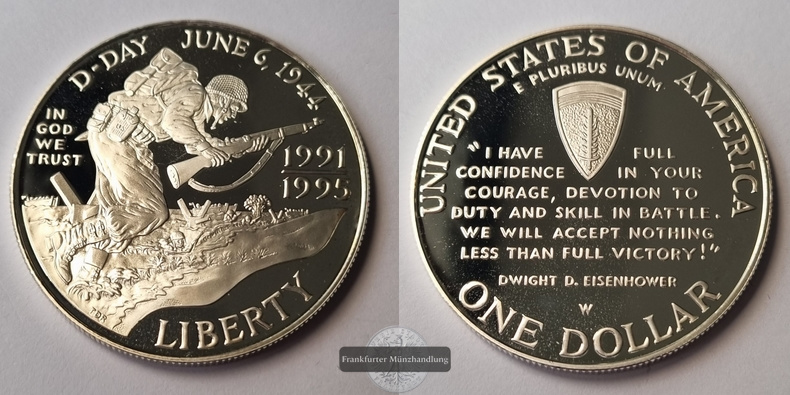 D-DAY JUNE 6, 1944
IN
GOD
WE
TRUST
1991
1995
LIBERTY
UNITED STATES OF AMERICA
E PLURIBUS UNUM
"I HAVE FULL
CONFIDENCE IN YOUR
COURAGE, DEVOTION TO
DUTY AND SKILL IN BATTLE.
WE WILL ACCEPT NOTHING
LESS THAN FULL VICTORY!"
DWIGHT D. EISENHOWER
W
ONE DOLLAR
Frankfurter Münzhandlung